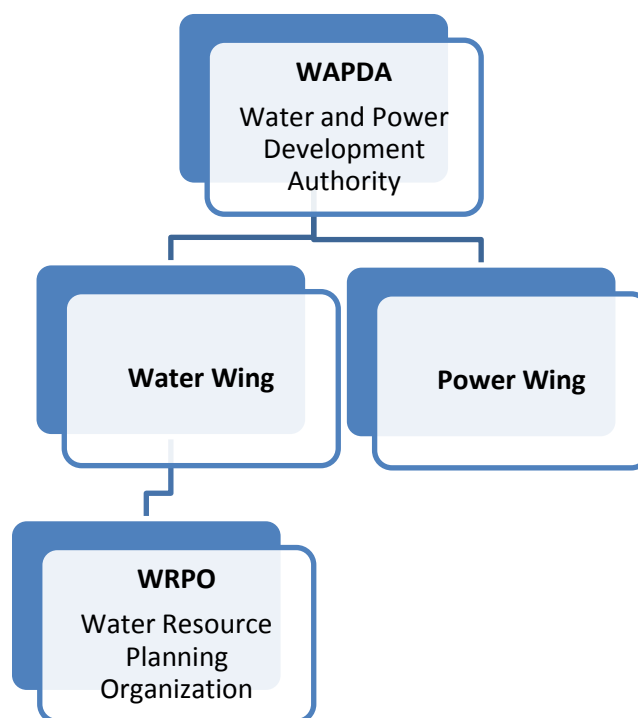 WAPDA
Water and Power
Development
Authority
Water Wing
Power Wing
WRPO
Water Resource
Planning
Organization